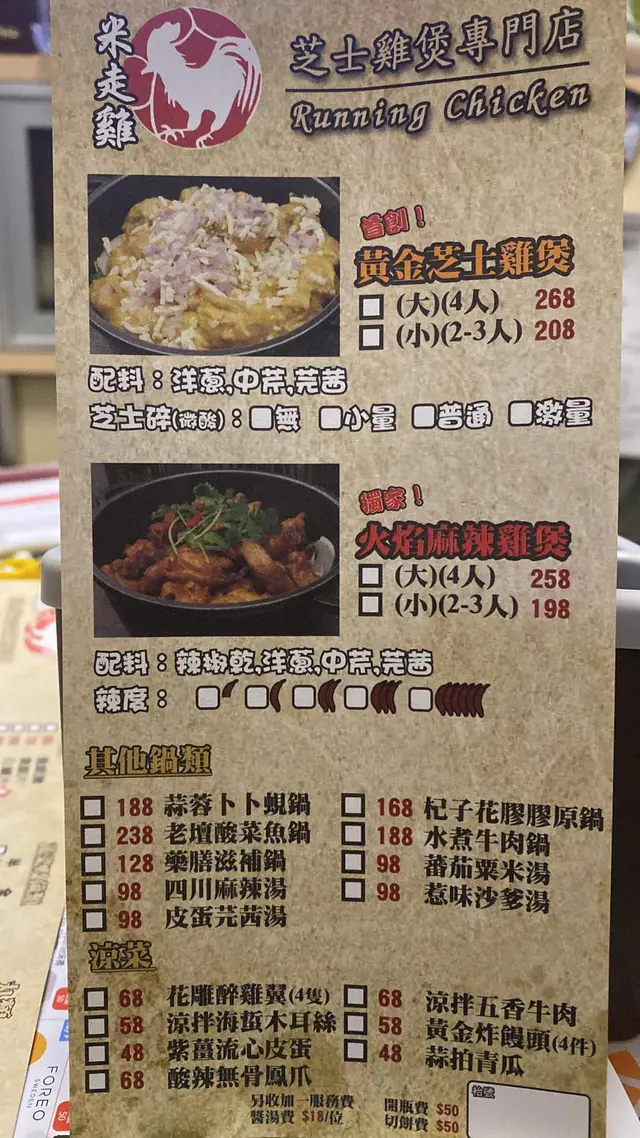 米走雞
芝士雞煲專門店
Running Chicken
首創！
黃金芝士雞煲
(大)(4人) 268
(小)(2-3人) 208
配料：洋蔥,中芹,芫茜
芝士碎(微酸)：無 小量 普通 激量
獨家！
火焰麻辣雞煲
(大)(4人) 258
(小)(2-3人) 198
配料：辣椒乾,洋蔥,中芹,芫茜
辣度：
其他鍋類
188 蒜蓉卜卜蜆鍋
168 杞子花膠膠原鍋
238 老壇酸菜魚鍋
188 水煮牛肉鍋
128 藥膳滋補鍋
98 蕃茄粟米湯
98 四川麻辣湯
98 惹味沙爹湯
98 皮蛋芫茜湯
涼菜
68 花雕醉雞翼(4隻)
68 涼拌五香牛肉
58 涼拌海蜇木耳絲
58 黃金炸饅頭(4件)
48 紫薑流心皮蛋
48 蒜拍青瓜
68 酸辣無骨鳳爪
另收加一服務費
醬湯費 $18/位
開瓶費 $50
切餅費 $50
枱號
FOREO
SWEDEN
50